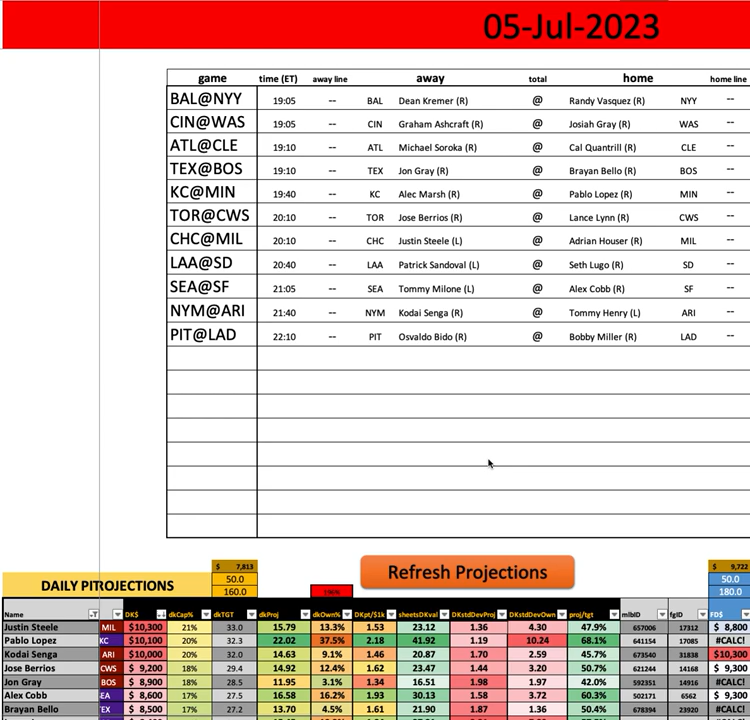 05-Jul-2023
game time (ET) away line away total home home line
BAL@NYY 19:05 -- BAL Dean Kremer (R) @ Randy Vasquez (R) NYY --
CIN@WAS 19:05 -- CIN Graham Ashcraft (R) @ Josiah Gray (R) WAS --
ATL@CLE 19:10 -- ATL Michael Soroka (R) @ Cal Quantrill (R) CLE --
TEX@BOS 19:10 -- TEX Jon Gray (R) @ Brayan Bello (R) BOS --
KC@MIN 19:40 -- KC Alec Marsh (R) @ Pablo Lopez (R) MIN --
TOR@CWS 20:10 -- TOR Jose Berrios (R) @ Lance Lynn (R) CWS --
CHC@MIL 20:10 -- CHC Justin Steele (L) @ Adrian Houser (R) MIL --
LAA@SD 20:40 -- LAA Patrick Sandoval (L) @ Seth Lugo (R) SD --
SEA@SF 21:05 -- SEA Tommy Milone (L) @ Alex Cobb (R) SF --
NYM@ARI 21:40 -- NYM Kodai Senga (R) @ Tommy Henry (L) ARI --
PIT@LAD 22:10 -- PIT Osvaldo Bido (R) @ Bobby Miller (R) LAD --
$ 7,813 $ 9,722
DAILY PITROJECTIONS 50.0 Refresh Projections 50.0
160.0 196% 180.0
Name DK$ dkCap% dkTGT dkProj dkOwn% DKpt/$1k sheetsDKval DKstdDevProj DKstdDevOwn proj/tgt mlbID fgID FD$
Justin Steele MIL $10,300 21% 33.0 15.79 13.3% 1.53 23.12 1.36 4.30 47.9% 657006 17312 $ 8,800
Pablo Lopez KC $10,100 20% 32.3 22.02 37.5% 2.18 41.92 1.19 10.24 68.1% 641154 17085 #CALC!
Kodai Senga ARI $10,000 20% 32.0 14.63 9.1% 1.46 20.87 1.70 2.59 45.7% 673540 31838 $10,300
Jose Berrios CWS $ 9,200 18% 29.4 14.92 12.4% 1.62 23.47 1.44 3.20 50.7% 621244 14168 $ 9,300
Jon Gray BOS $ 8,900 18% 28.5 11.95 3.1% 1.34 16.51 1.98 1.97 42.0% 592351 14916 #CALC!
Alex Cobb SEA $ 8,600 17% 27.5 16.58 16.2% 1.93 30.13 1.58 3.72 60.3% 502171 6562 $ 9,300
Brayan Bello TEX $ 8,500 17% 27.2 13.70 4.5% 1.61 21.90 1.87 1.36 50.4% 678394 23920 #CALC!